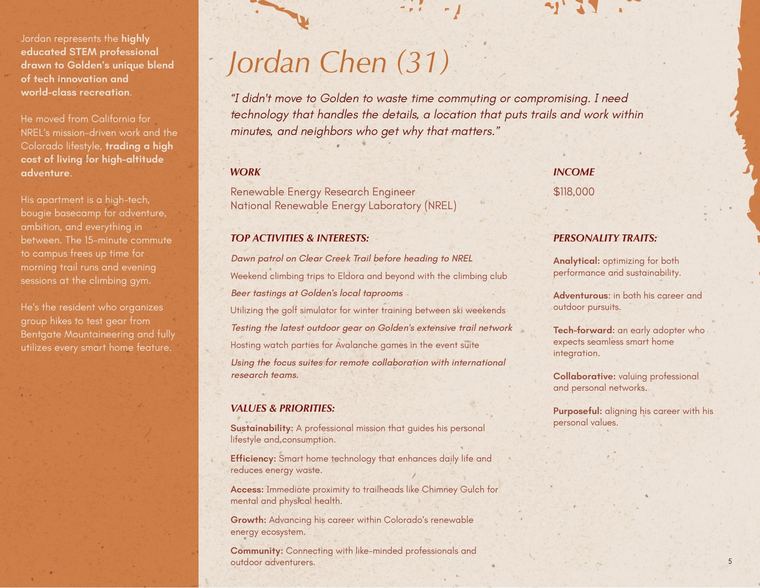 Jordan represents the highly
educated STEM professional
drawn to Golden's unique blend
of tech innovation and
world-class recreation.
He moved from California for
NREL's mission-driven work and the
Colorado lifestyle, trading a high
cost of living for high-altitude
adventure.
His apartment is a high-tech,
bougie basecamp for adventure,
ambition, and everything in
between. The 15-minute commute
to campus frees up time for
morning trail runs and evening
sessions at the climbing gym.
He's the resident who organizes
group hikes to test gear from
Bentgate Mountaineering and fully
utilizes every smart home feature.
Jordan Chen (31)
"I didn't move to Golden to waste time commuting or compromising. I need
technology that handles the details, a location that puts trails and work within
minutes, and neighbors who get why that matters."
WORK
Renewable Energy Research Engineer
National Renewable Energy Laboratory (NREL)
INCOME
$118,000
TOP ACTIVITIES & INTERESTS:
Dawn patrol on Clear Creek Trail before heading to NREL
Weekend climbing trips to Eldora and beyond with the climbing club
Beer tastings at Golden's local taprooms
Utilizing the golf simulator for winter training between ski weekends
Testing the latest outdoor gear on Golden's extensive trail network
Hosting watch parties for Avalanche games in the event suite
Using the focus suites for remote collaboration with international
research teams.
VALUES & PRIORITIES:
Sustainability: A professional mission that guides his personal
lifestyle and consumption.
Efficiency: Smart home technology that enhances daily life and
reduces energy waste.
Access: Immediate proximity to trailheads like Chimney Gulch for
mental and physical health.
Growth: Advancing his career within Colorado's renewable
energy ecosystem.
Community: Connecting with like-minded professionals and
outdoor adventurers.
PERSONALITY TRAITS:
Analytical: optimizing for both
performance and sustainability.
Adventurous: in both his career and
outdoor pursuits.
Tech-forward: an early adopter who
expects seamless smart home
integration.
Collaborative: valuing professional
and personal networks.
Purposeful: aligning his career with his
personal values.
5